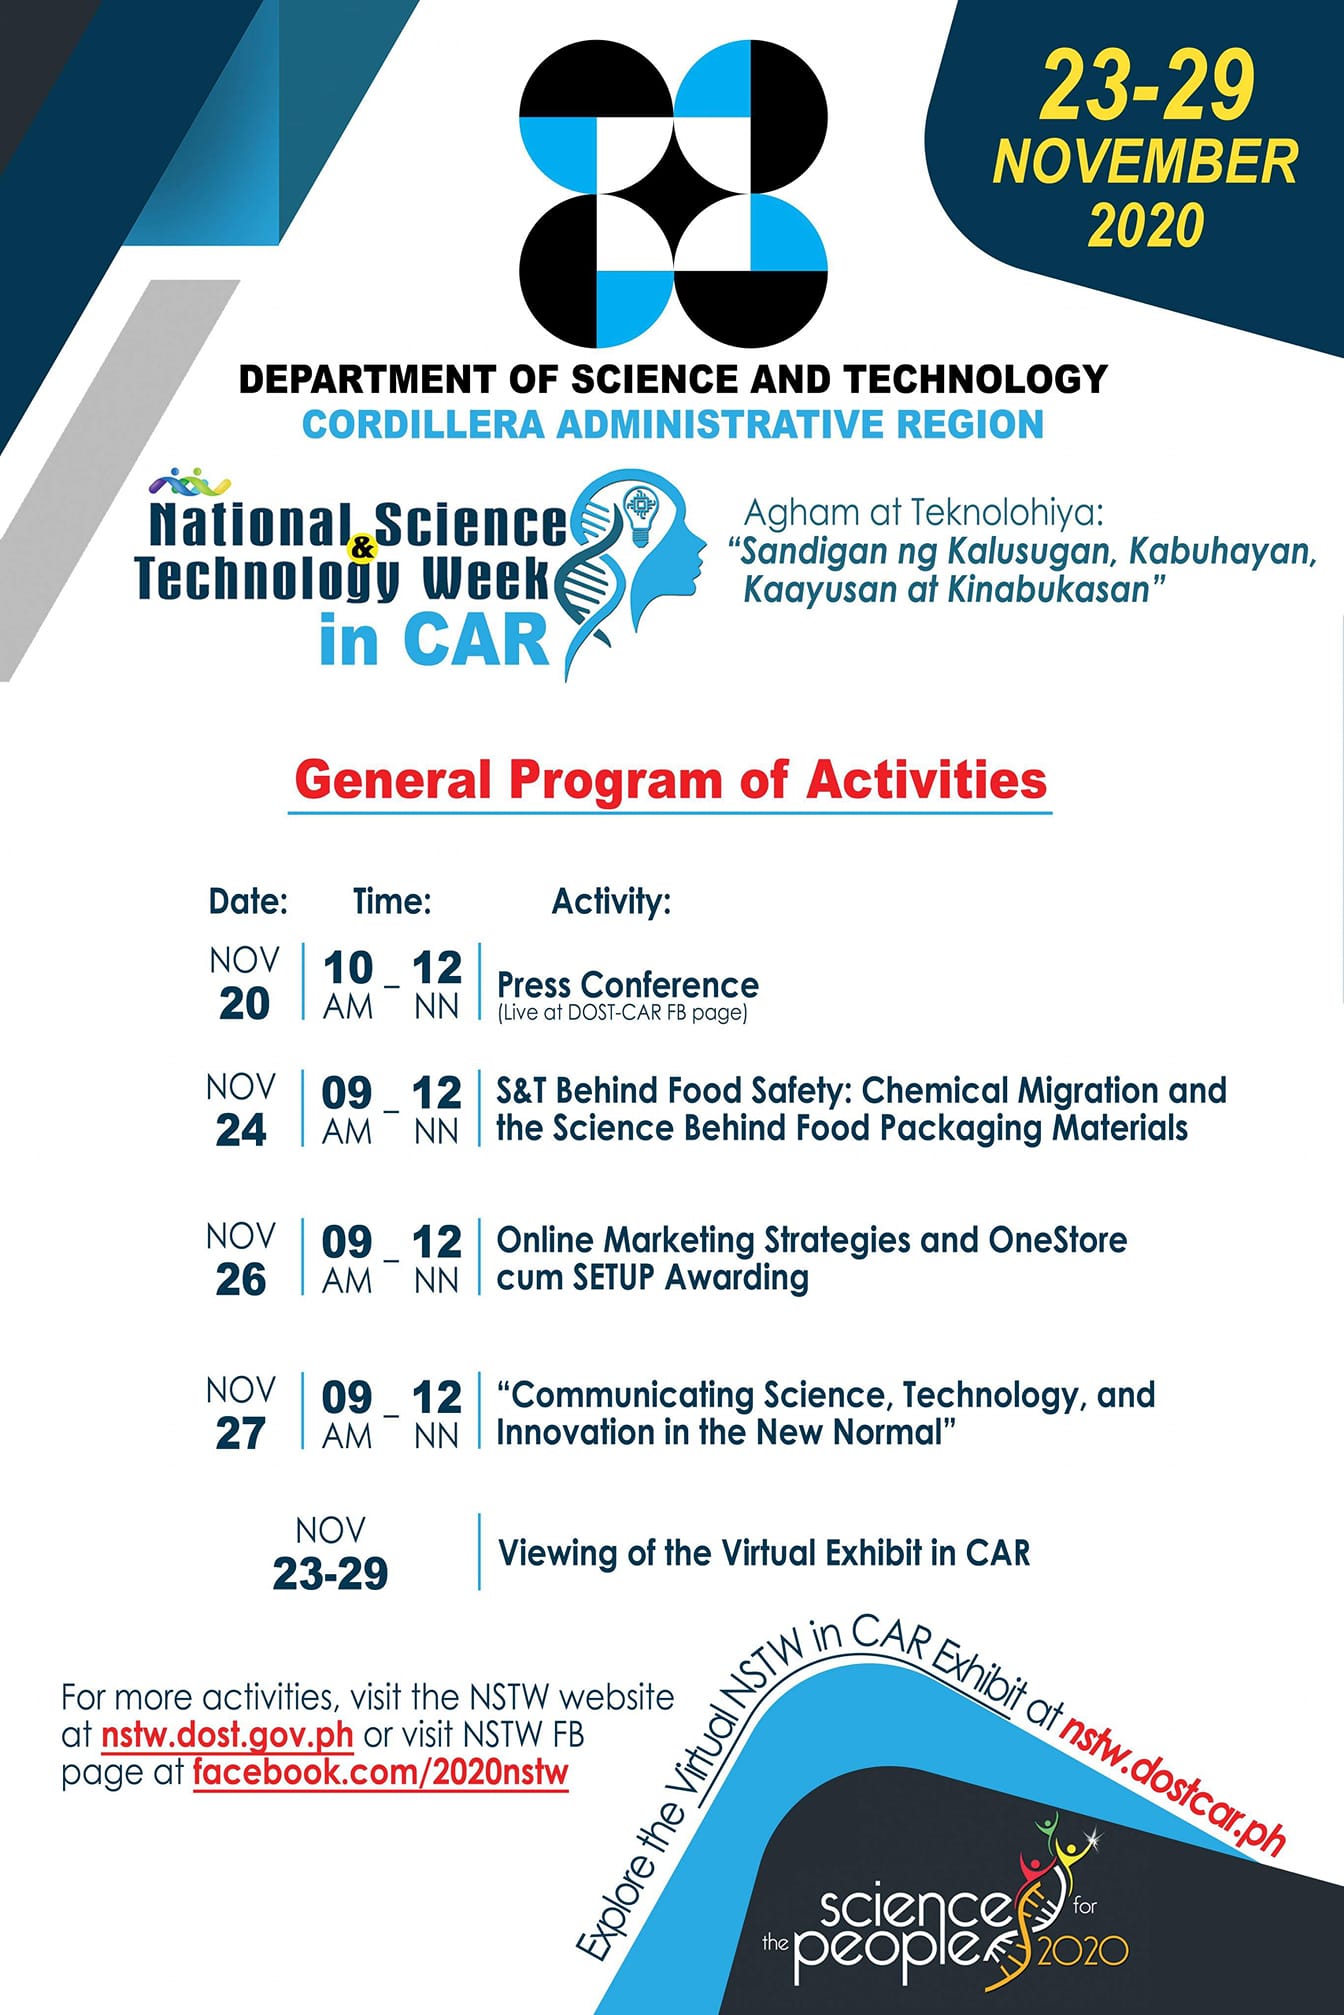 23-29
NOVEMBER
2020
DEPARTMENT OF SCIENCE AND TECHNOLOGY
CORDILLERA ADMINISTRATIVE REGION
National Science
&
Technology Week
in CAR
Agham at Teknolohiya:
“Sandigan ng Kalusugan, Kabuhayan,
Kaayusan at Kinabukasan”
General Program of Activities
Date: Time: Activity:
NOV 20 10 AM – 12 NN Press Conference
(Live at DOST-CAR FB page)
NOV 24 09 AM – 12 NN S&T Behind Food Safety: Chemical Migration and
the Science Behind Food Packaging Materials
NOV 26 09 AM – 12 NN Online Marketing Strategies and OneStore
cum SETUP Awarding
NOV 27 09 AM – 12 NN “Communicating Science, Technology, and
Innovation in the New Normal”
NOV 23-29 Viewing of the Virtual Exhibit in CAR
For more activities, visit the NSTW website
at nstw.dost.gov.ph or visit NSTW FB
page at facebook.com/2020nstw
Explore the Virtual NSTW in CAR Exhibit at nstw.dostcar.ph
science for
the people 2020